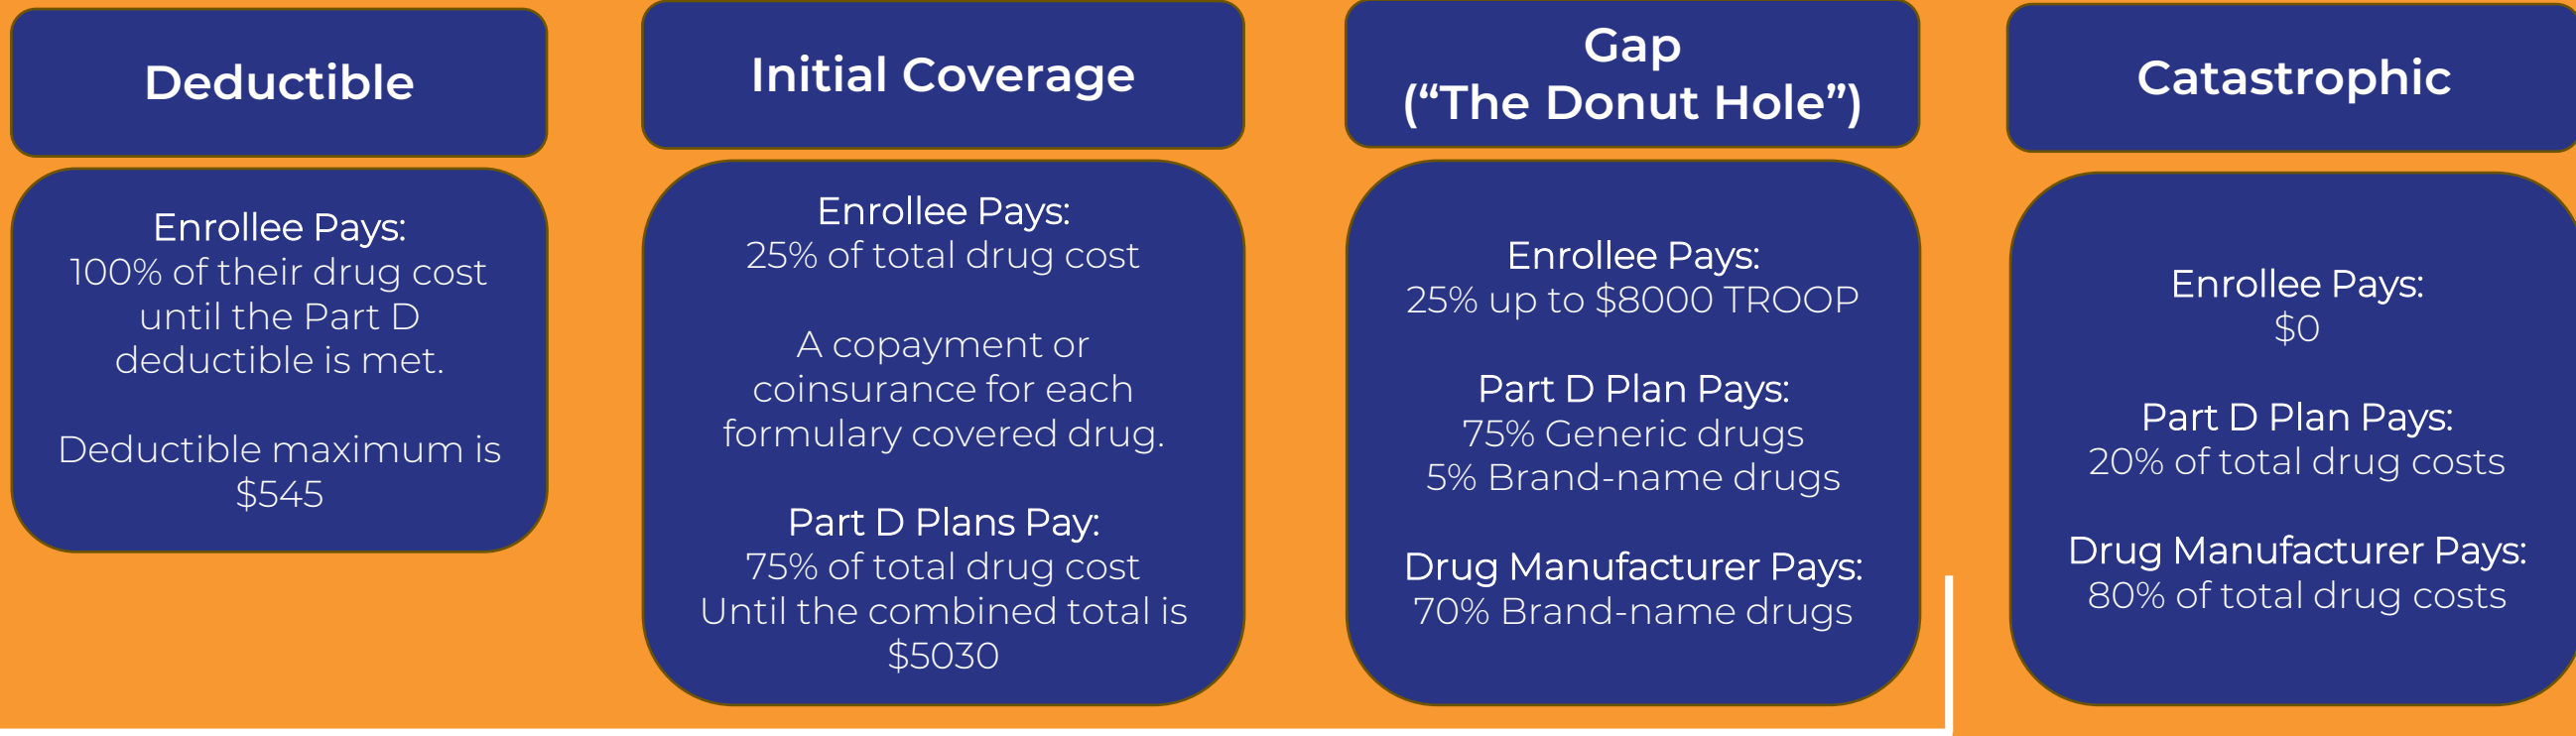 Deductible
Enrollee Pays:
100% of their drug cost
until the Part D
deductible is met.
Deductible maximum is
$545
Initial Coverage
Enrollee Pays:
25% of total drug cost
A copayment or
coinsurance for each
formulary covered drug.
Part D Plans Pay:
75% of total drug cost
Until the combined total is
$5030
Gap
(“The Donut Hole”)
Enrollee Pays:
25% up to $8000 TROOP
Part D Plan Pays:
75% Generic drugs
5% Brand-name drugs
Drug Manufacturer Pays:
70% Brand-name drugs
Catastrophic
Enrollee Pays:
$0
Part D Plan Pays:
20% of total drug costs
Drug Manufacturer Pays:
80% of total drug costs